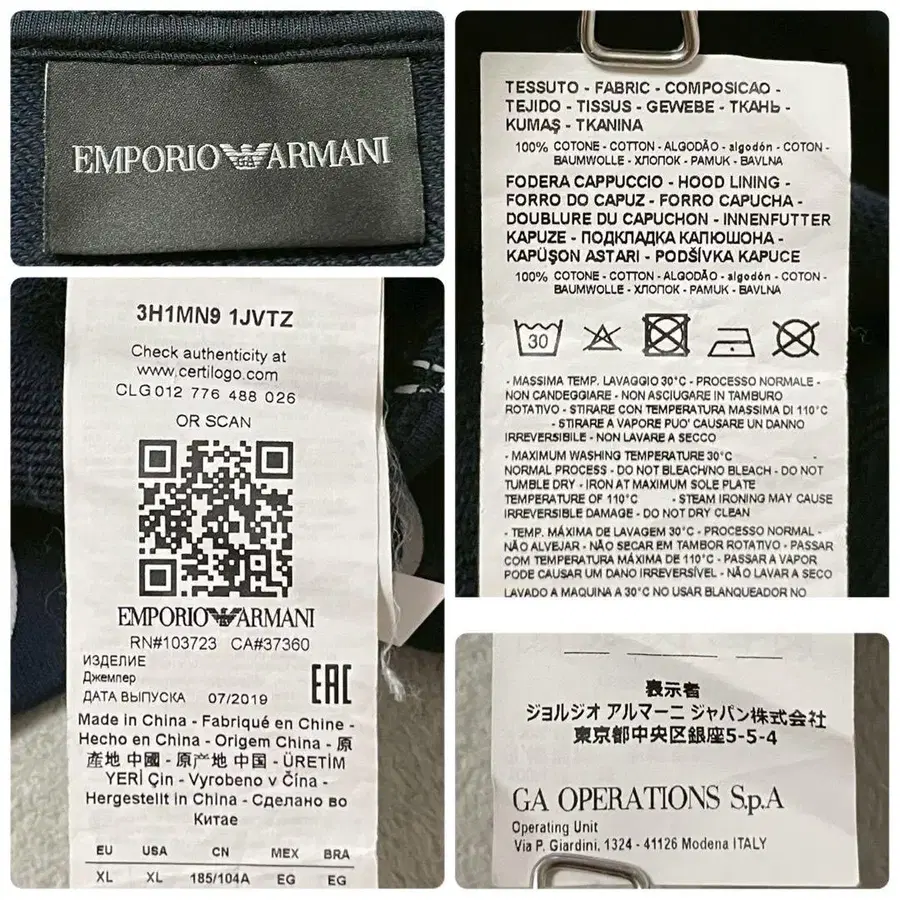 EMPORIO ARMANI
3H1MN9 1JVTZ
Check authenticity at
www.certilogo.com
CLG 012 776 488 026
OR SCAN
EMPORIO ARMANI
RN#103723 CA#37360
ИЗДЕЛИЕ
Джемпер
ДАТА ВЫПУСКА 07/2019
EAC
Made in China - Fabriqué en Chine -
Hecho en China - Origem China - 原
產地 中國 - 原产地 中国 - ÜRETİM
YERİ Çin - Vyrobeno v Čína -
Hergestellt in China - Сделано во
Китае
EU USA CN MEX BRA
XL XL 185/104A EG EG
TESSUTO - FABRIC - COMPOSICAO -
TEJIDO - TISSUS - GEWEBE - ТКАНЬ -
KUMAŞ - TKANINA
100% COTONE - COTTON - ALGODÃO - algodón - COTON -
BAUMWOLLE - ХЛОПОК - PAMUK - BAVLNA
FODERA CAPPUCCIO - HOOD LINING -
FORRO DO CAPUZ - FORRO CAPUCHA -
DOUBLURE DU CAPUCHON - INNENFUTTER
KAPUZE - ПОДКЛАДКА КАПЮШОНА -
KAPÜŞON ASTARI - PODŠÍVKA KAPUCE
100% COTONE - COTTON - ALGODÃO - algodón - COTON -
BAUMWOLLE - ХЛОПОК - PAMUK - BAVLNA
30
- MASSIMA TEMP. LAVAGGIO 30°C - PROCESSO NORMALE -
NON CANDEGGIARE - NON ASCIUGARE IN TAMBURO
ROTATIVO - STIRARE CON TEMPERATURA MASSIMA DI 110°C
- STIRARE A VAPORE PUO' CAUSARE UN DANNO
IRREVERSIBILE - NON LAVARE A SECCO
- MAXIMUM WASHING TEMPERATURE 30°C -
NORMAL PROCESS - DO NOT BLEACH/NO BLEACH - DO NOT
TUMBLE DRY - IRON AT MAXIMUM SOLE PLATE
TEMPERATURE OF 110°C - STEAM IRONING MAY CAUSE
IRREVERSIBLE DAMAGE - DO NOT DRY CLEAN
- TEMP. MÁXIMA DE LAVAGEM 30°C - PROCESSO NORMAL -
NÃO ALVEJAR - NÃO SECAR EM TAMBOR ROTATIVO - PASSAR
COM TEMPERATURA MÁXIMA DE 110°C - PASSAR A VAPOR
PODE CAUSAR UM DANO IRREVERSÍVEL - NÃO LAVAR A SECO
LAVADO A MAQUINA A 30°C NO USAR BLANQUEADOR NO
表示者
ジョルジオ アルマーニ ジャパン株式会社
東京都中央区銀座5-5-4
GA OPERATIONS S.p.A
Operating Unit
Via P. Giardini, 1324 - 41126 Modena ITALY